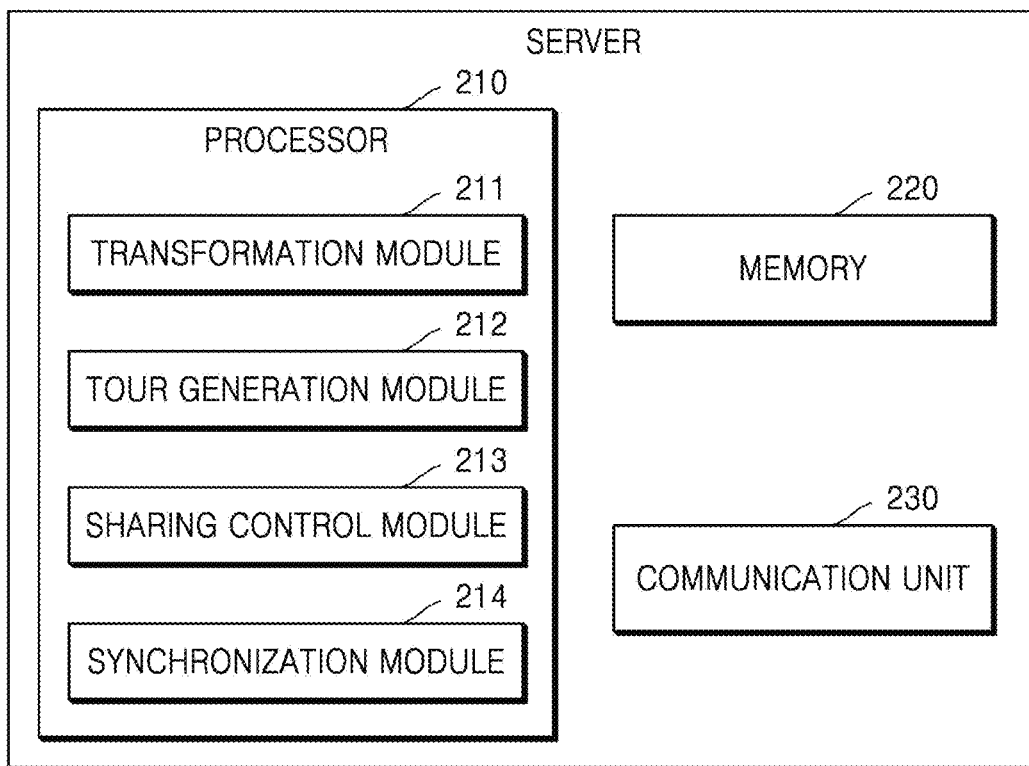 SERVER
210
PROCESSOR
211
TRANSFORMATION MODULE
212
TOUR GENERATION MODULE
213
SHARING CONTROL MODULE
214
SYNCHRONIZATION MODULE
220
MEMORY
230
COMMUNICATION UNIT